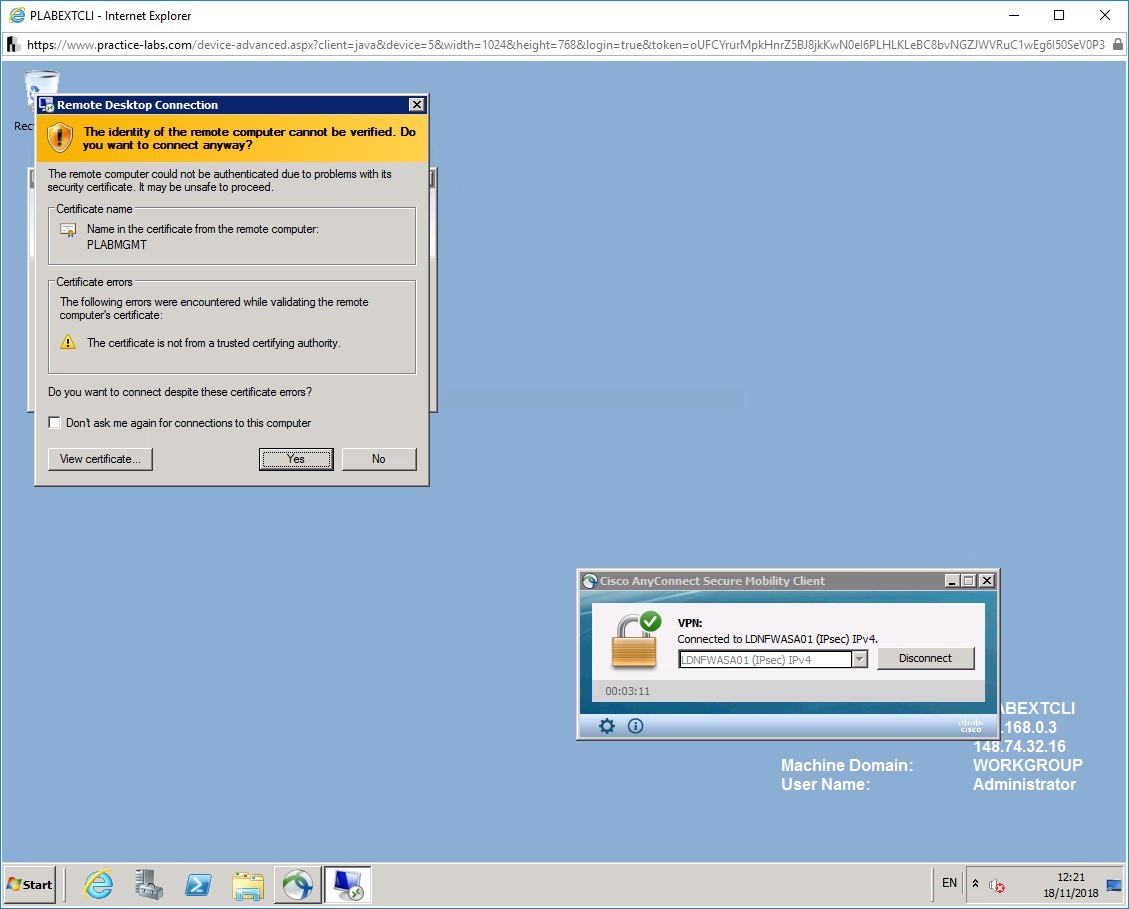 PLABEXTCLI - Internet Explorer
https://www.practice-labs.com/device-advanced.aspx?client=java&device=5&width=1024&height=768&login=true&token=oUFCYrurMpkHnrZ5BJ8jkKwN0eI6PLHLKLeBC8bvNGZJWVRuC1wEg6I50SeV0P3
Rec
Remote Desktop Connection
The identity of the remote computer cannot be verified. Do
you want to connect anyway?
The remote computer could not be authenticated due to problems with its
security certificate. It may be unsafe to proceed.
Certificate name
Name in the certificate from the remote computer:
PLABMGMT
Certificate errors
The following errors were encountered while validating the remote
computer's certificate:
The certificate is not from a trusted certifying authority.
Do you want to connect despite these certificate errors?
Don't ask me again for connections to this computer
View certificate... Yes No
Cisco AnyConnect Secure Mobility Client
VPN:
Connected to LDNFWASA01 (IPsec) IPv4.
LDNFWASA01 (IPsec) IPv4 Disconnect
00:03:11
cisco
ABEXTCLI
.168.0.3
148.74.32.16
Machine Domain: WORKGROUP
User Name: Administrator
Start EN 12:21
18/11/2018